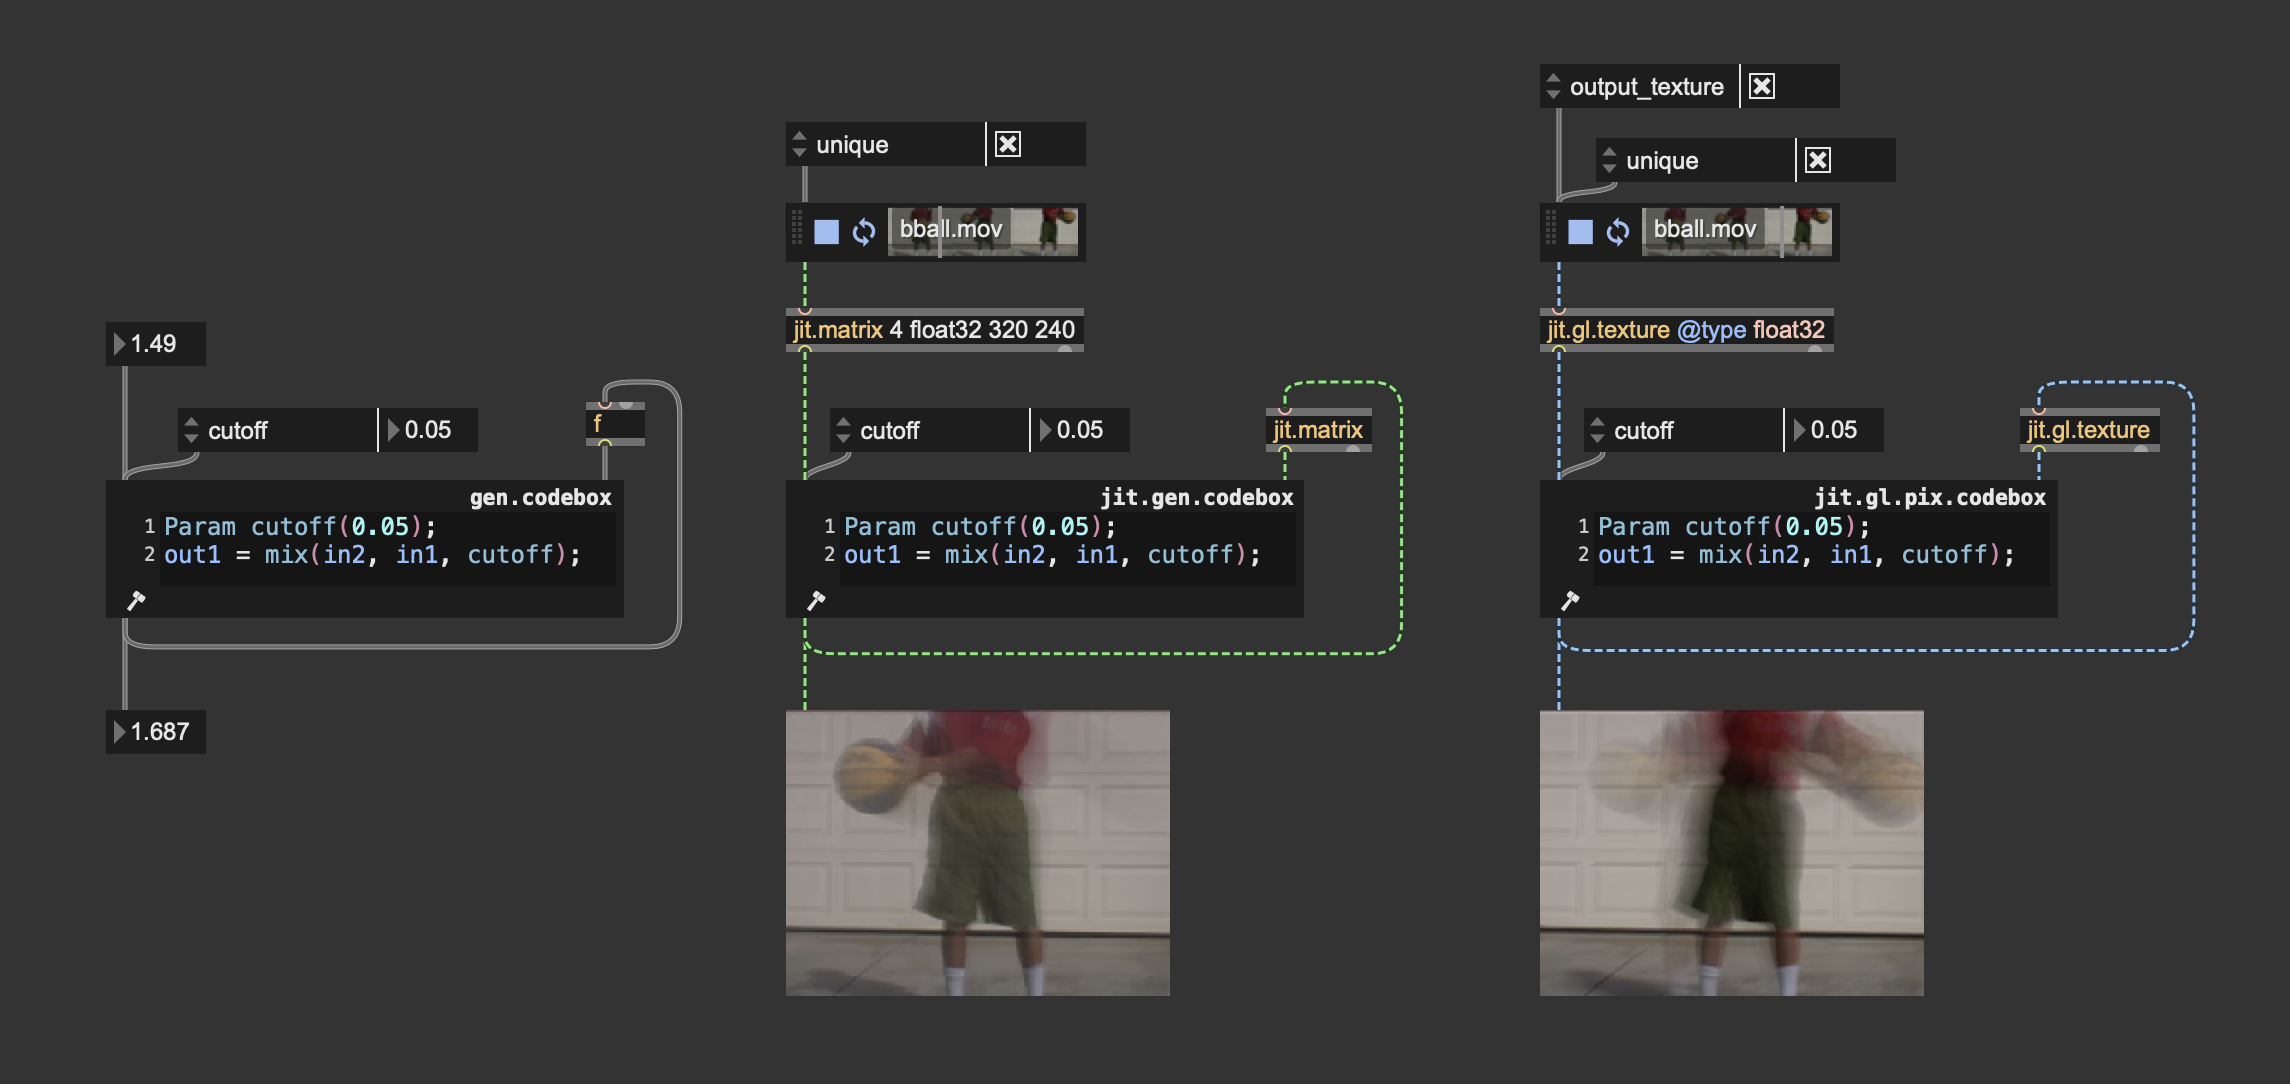 1.49
cutoff 0.05
f
gen.codebox
1 Param cutoff(0.05);
2 out1 = mix(in2, in1, cutoff);
1.687
unique
bball.mov
jit.matrix 4 float32 320 240
cutoff 0.05
jit.matrix
jit.gen.codebox
1 Param cutoff(0.05);
2 out1 = mix(in2, in1, cutoff);
output_texture
unique
bball.mov
jit.gl.texture @type float32
cutoff 0.05
jit.gl.texture
jit.gl.pix.codebox
1 Param cutoff(0.05);
2 out1 = mix(in2, in1, cutoff);